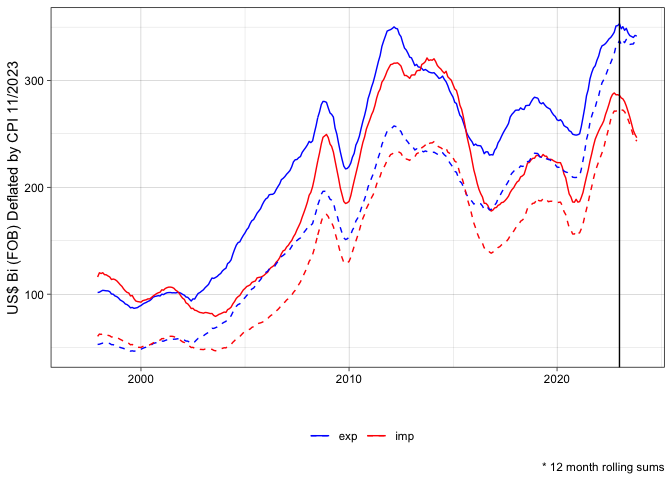 US$ Bi (FOB) Deflated by CPI 11/2023
300
200
100
2000
2010
2020
exp
imp
* 12 month rolling sums